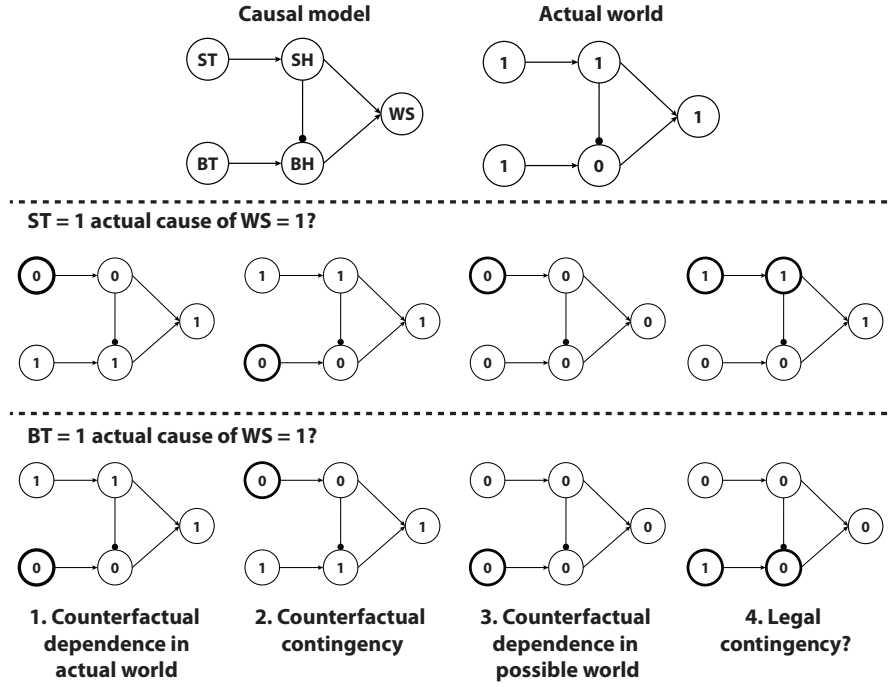 Causal model Actual world
ST SH 1 1
WS 1
BT BH 1 0
ST = 1 actual cause of WS = 1?
0 0 1 1 0 0 1 1
1 1 0 1
1 1 0 0 0 0 0 0
BT = 1 actual cause of WS = 1?
1 1 0 0 0 0 0 0
1 1 0 0
0 0 1 1 0 0 1 0
1. Counterfactual
dependence in
actual world
2. Counterfactual
contingency
3. Counterfactual
dependence in
possible world
4. Legal
contingency?